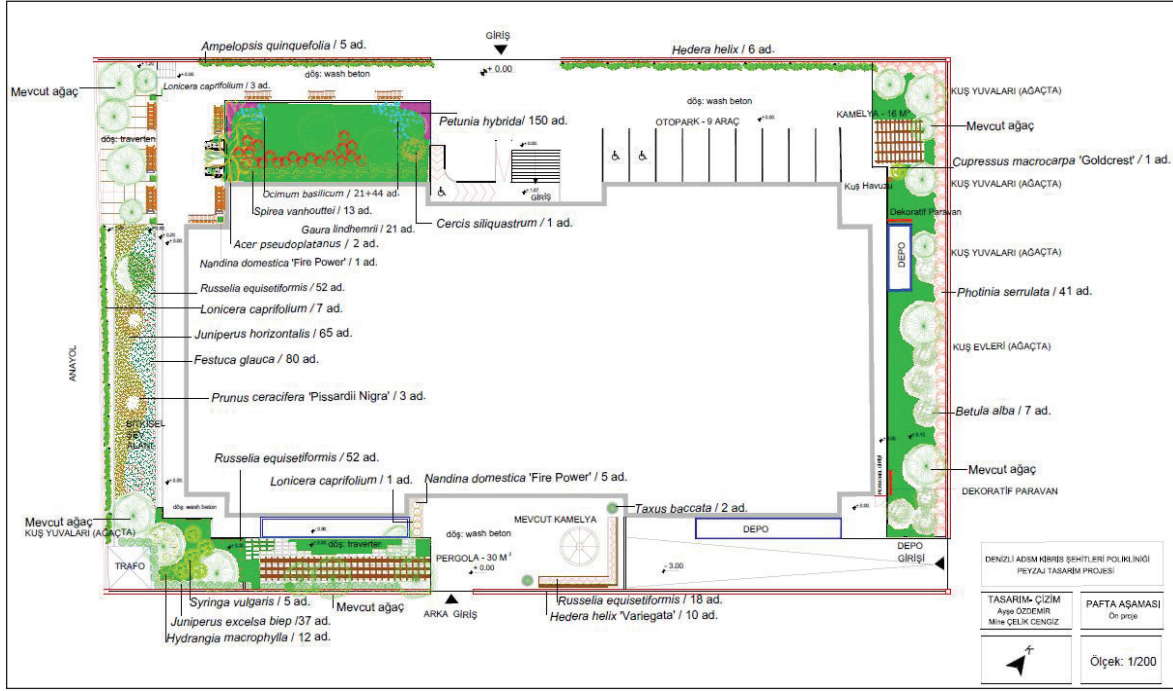 GİRİŞ
Ampelopsis quinquefolia / 5 ad.
Hedera helix / 6 ad.
+ 0.00
döş: wash beton
Mevcut ağaç
Lonicera caprifolium / 3 ad.
döş: wash beton
KUŞ YUVALARI (AĞAÇTA)
OTOPARK - 9 ARAÇ
KAMELYA - 16 M²
Petunia hybrida/ 150 ad.
Mevcut ağaç
döş: traverten
Cupressus macrocarpa 'Goldcrest' / 1 ad.
KUŞ YUVALARI (AĞAÇTA)
Kuş Havuzu
Ocimum basilicum / 21+44 ad.
GİRİŞ
Spirea vanhouttei / 13 ad.
Dekoratif Paravan
Cercis siliquastrum / 1 ad.
Gaura lindhemrii / 21 ad.
Acer pseudoplatanus / 2 ad.
DEPO
KUŞ YUVALARI (AĞAÇTA)
Nandina domestica 'Fire Power' / 1 ad.
Russelia equisetiformis / 52 ad.
Photinia serrulata / 41 ad.
Lonicera caprifolium / 7 ad.
Juniperus horizontalis / 65 ad.
KUŞ EVLERİ (AĞAÇTA)
ANAYOL
Festuca glauca / 80 ad.
Prunus ceracifera 'Pissardii Nigra' / 3 ad.
Betula alba / 7 ad.
BİTKİSEL
ŞEV
ALANI
Russelia equisetiformis / 52 ad.
Mevcut ağaç
Lonicera caprifolium / 1 ad.
Nandina domestica 'Fire Power' / 5 ad.
DEKORATİF PARAVAN
döş: wash beton
Taxus baccata / 2 ad.
Mevcut ağaç
KUŞ YUVALARI (AĞAÇTA)
MEVCUT KAMELYA
DEPO
döş: wash beton
döş: traverten
DEPO
GİRİŞİ
PERGOLA - 30 M²
TRAFO
+ 0.00
- 3.00
Syringa vulgaris / 5 ad.
Mevcut ağaç
ARKA GİRİŞ
Russelia equisetiformis / 18 ad.
Juniperus excelsa biep /37 ad.
Hedera helix 'Variegata' / 10 ad.
Hydrangia macrophylla / 12 ad.
DENİZLİ ADSM KIBRIS ŞEHİTLERİ POLİKLİNİĞİ
PEYZAJ TASARIM PROJESİ
TASARIM- ÇİZİM
Ayşe ÖZDEMİR
Mine ÇELİK CENGİZ
PAFTA AŞAMASI
Ön proje
K
Ölçek: 1/200